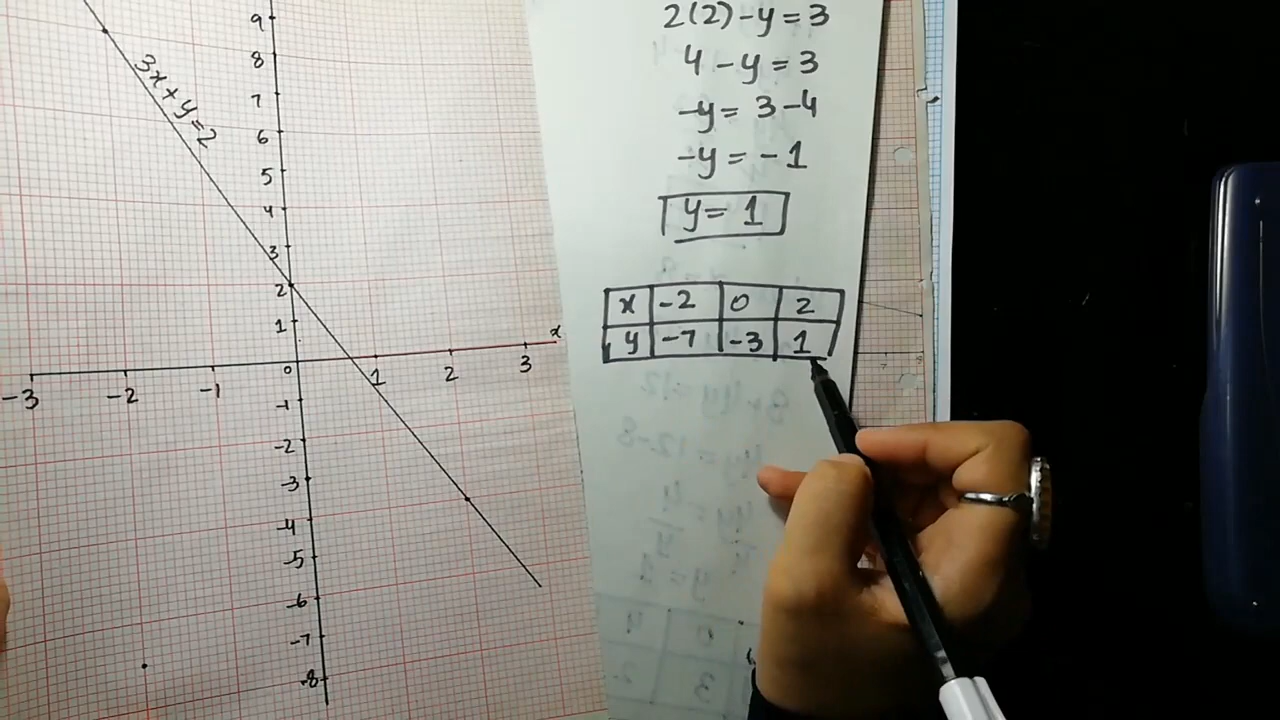 2(2)-y=3
4-y=3
-y=3-4
-y=-1
y=1
x -2 0 2
y -7 -3 1
3x+y=2
9
8
7
6
5
4
3
2
1
0
-3 -2 -1 1 2 3 x
-1
-2
-3
-4
-5
-6
-7
-8